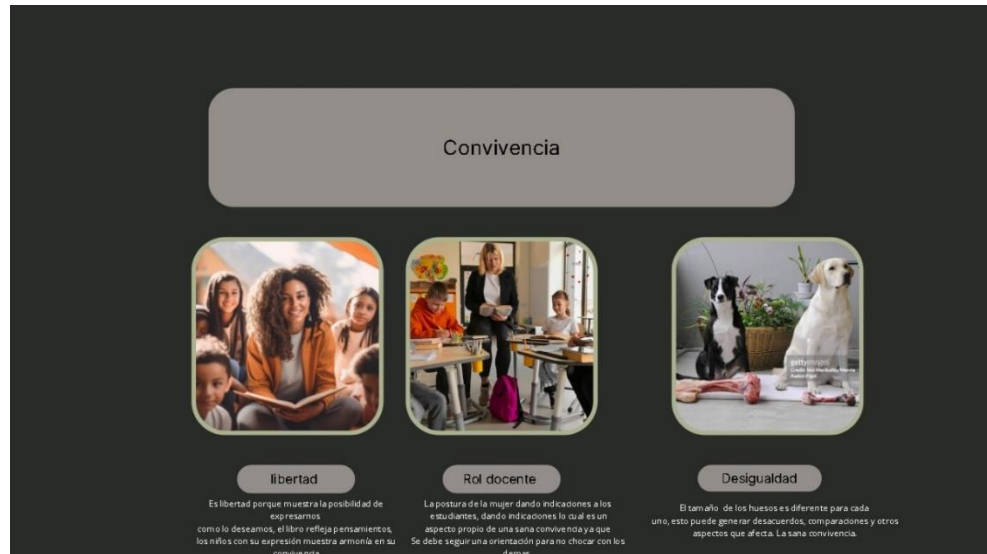 Convivencia
libertad
Es libertad porque muestra la posibilidad de
expresarnos
como lo deseamos, el libro refleja pensamientos,
los niños con su expresión muestra armonía en su
convivencia
Rol docente
La postura de la mujer dando indicaciones a los
estudiantes, dando indicaciones lo cual es un
aspecto propio de una sana convivencia ya que
Se debe seguir una orientación para no chocar con los
demas
gettyimages
Desigualdad
El tamaño de los huesos es diferente para cada
uno, esto puede generar desacuerdos, comparaciones y otros
aspectos que afecta. La sana convivencia.